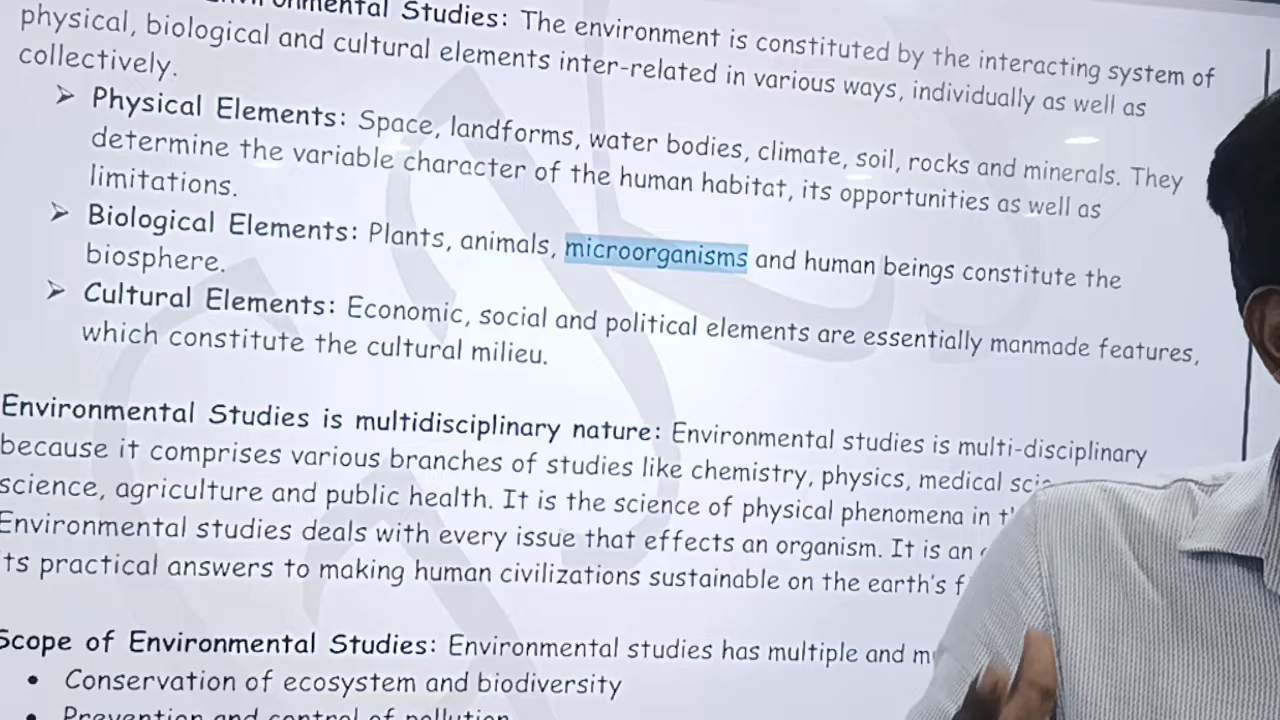 Environmental Studies: The environment is constituted by the interacting system of
physical, biological and cultural elements inter-related in various ways, individually as well as
collectively.
➢ Physical Elements: Space, landforms, water bodies, climate, soil, rocks and minerals. They
determine the variable character of the human habitat, its opportunities as well as
limitations.
➢ Biological Elements: Plants, animals, microorganisms and human beings constitute the
biosphere.
➢ Cultural Elements: Economic, social and political elements are essentially manmade features,
which constitute the cultural milieu.
Environmental Studies is multidisciplinary nature: Environmental studies is multi-disciplinary
because it comprises various branches of studies like chemistry, physics, medical
science, agriculture and public health. It is the science of physical phenomena in
Environmental studies deals with every issue that effects an organism. It is an
its practical answers to making human civilizations sustainable on the earth's
Scope of Environmental Studies: Environmental studies has multiple and
• Conservation of ecosystem and biodiversity
• Prevention and control of pollution